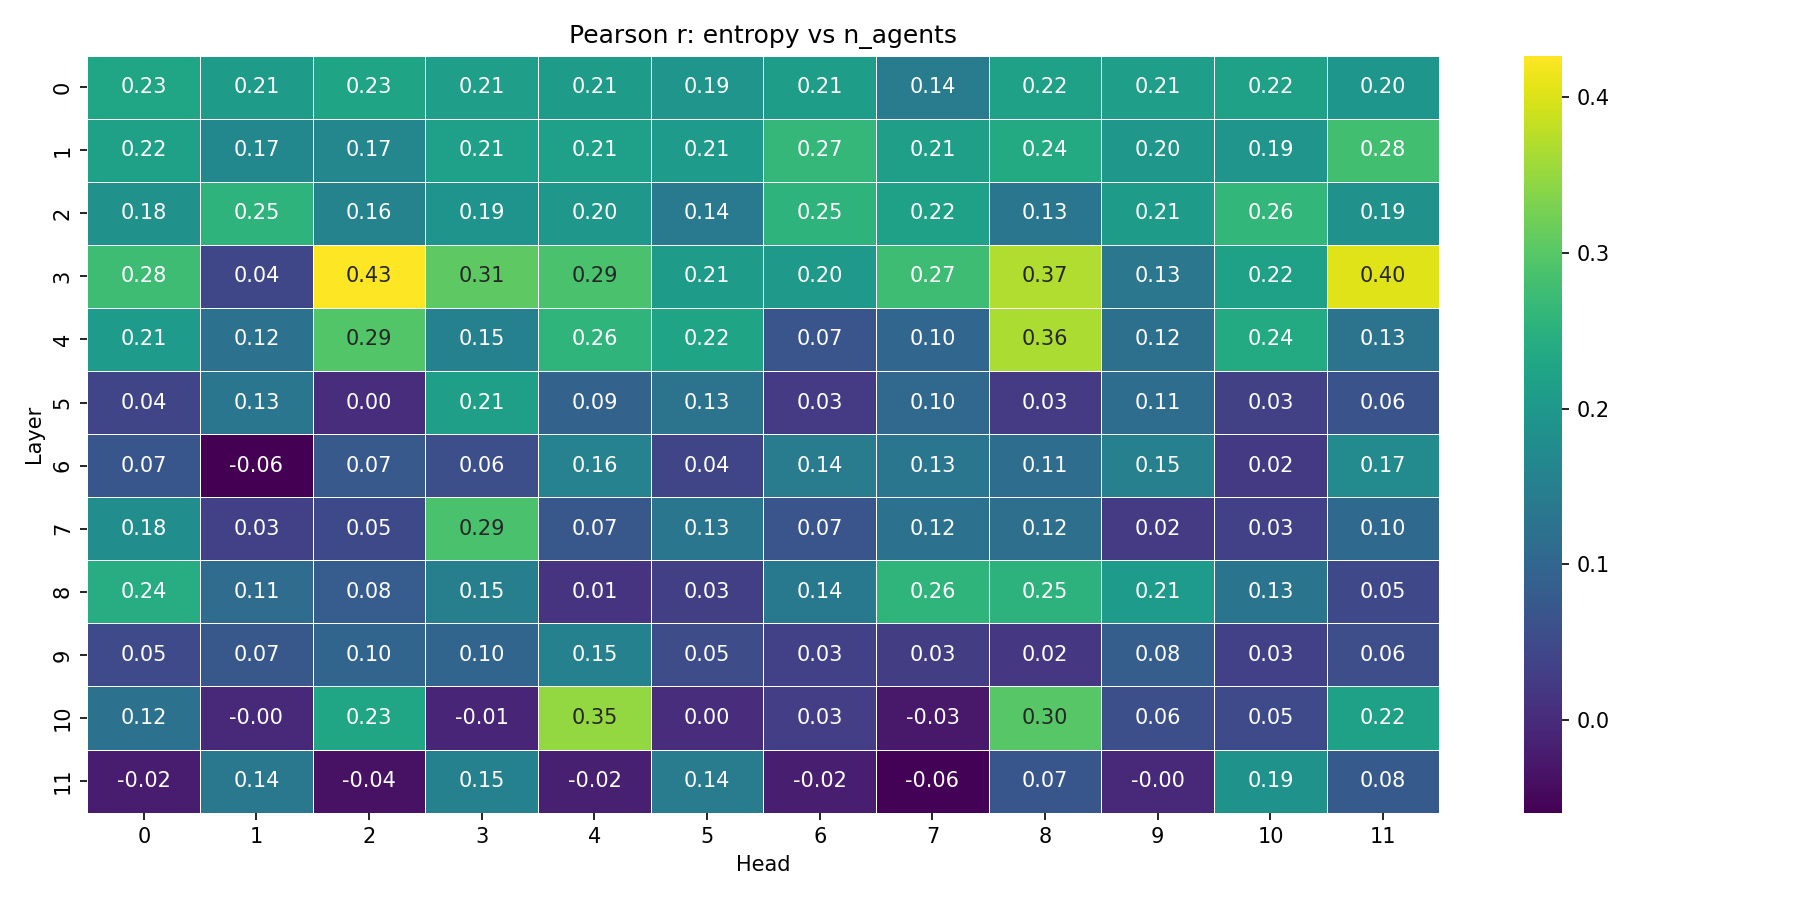 Pearson r: entropy vs n_agents
0 0.23 0.21 0.23 0.21 0.21 0.19 0.21 0.14 0.22 0.21 0.22 0.20
1 0.22 0.17 0.17 0.21 0.21 0.21 0.27 0.21 0.24 0.20 0.19 0.28
2 0.18 0.25 0.16 0.19 0.20 0.14 0.25 0.22 0.13 0.21 0.26 0.19
3 0.28 0.04 0.43 0.31 0.29 0.21 0.20 0.27 0.37 0.13 0.22 0.40
4 0.21 0.12 0.29 0.15 0.26 0.22 0.07 0.10 0.36 0.12 0.24 0.13
5 0.04 0.13 0.00 0.21 0.09 0.13 0.03 0.10 0.03 0.11 0.03 0.06
6 0.07 -0.06 0.07 0.06 0.16 0.04 0.14 0.13 0.11 0.15 0.02 0.17
7 0.18 0.03 0.05 0.29 0.07 0.13 0.07 0.12 0.12 0.02 0.03 0.10
8 0.24 0.11 0.08 0.15 0.01 0.03 0.14 0.26 0.25 0.21 0.13 0.05
9 0.05 0.07 0.10 0.10 0.15 0.05 0.03 0.03 0.02 0.08 0.03 0.06
10 0.12 -0.00 0.23 -0.01 0.35 0.00 0.03 -0.03 0.30 0.06 0.05 0.22
11 -0.02 0.14 -0.04 0.15 -0.02 0.14 -0.02 -0.06 0.07 -0.00 0.19 0.08
0 1 2 3 4 5 6 7 8 9 10 11
Head
Layer
0.4
0.3
0.2
0.1
0.0